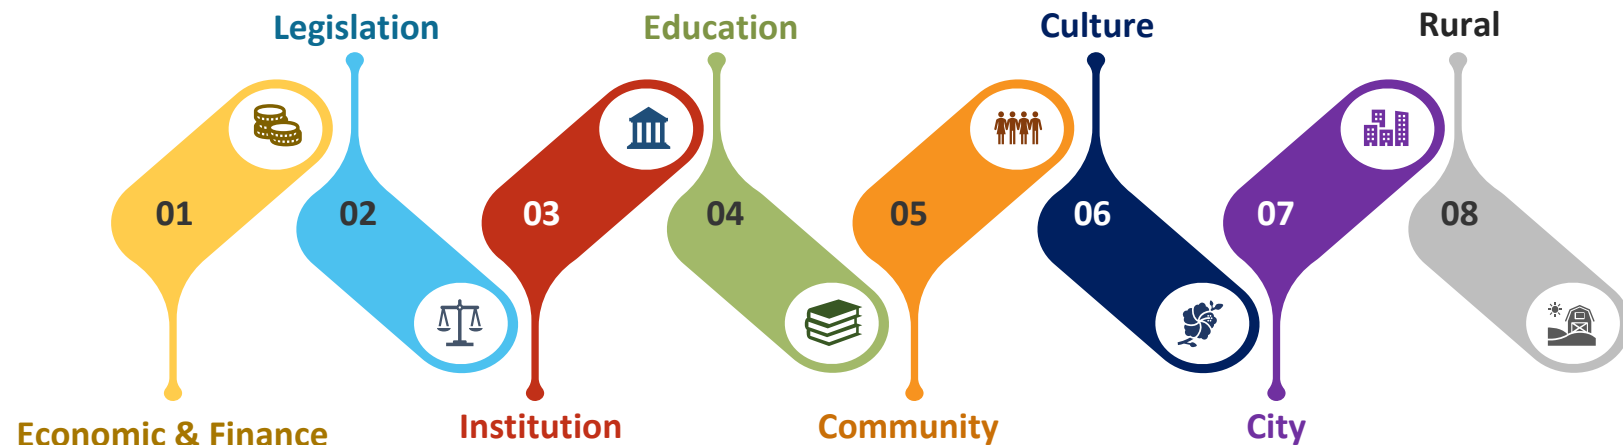 Legislation
Education
Culture
Rural
01
02
03
04
05
06
07
08
Economic & Finance
Institution
Community
City